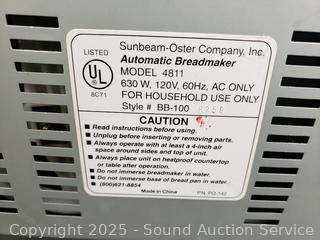 Sunbeam-Oster Company, Inc.
LISTED
Automatic Breadmaker
UL
MODEL 4811
630 W, 120V, 60Hz, AC ONLY
8C71
FOR HOUSEHOLD USE ONLY
Style # BB-100
CAUTION
• Read instructions before using.
• Unplug before inserting or removing parts.
• Always operate with at least a 4-inch air
space around sides and top of unit.
• Always place unit on heatproof countertop
or table after operation.
• Do not immerse breadmaker in water.
• Do not immerse base of bread pan in water.
(800)621-8854
Made in China
P.N. PG-142
Copyright 2025 - Sound Auction Service